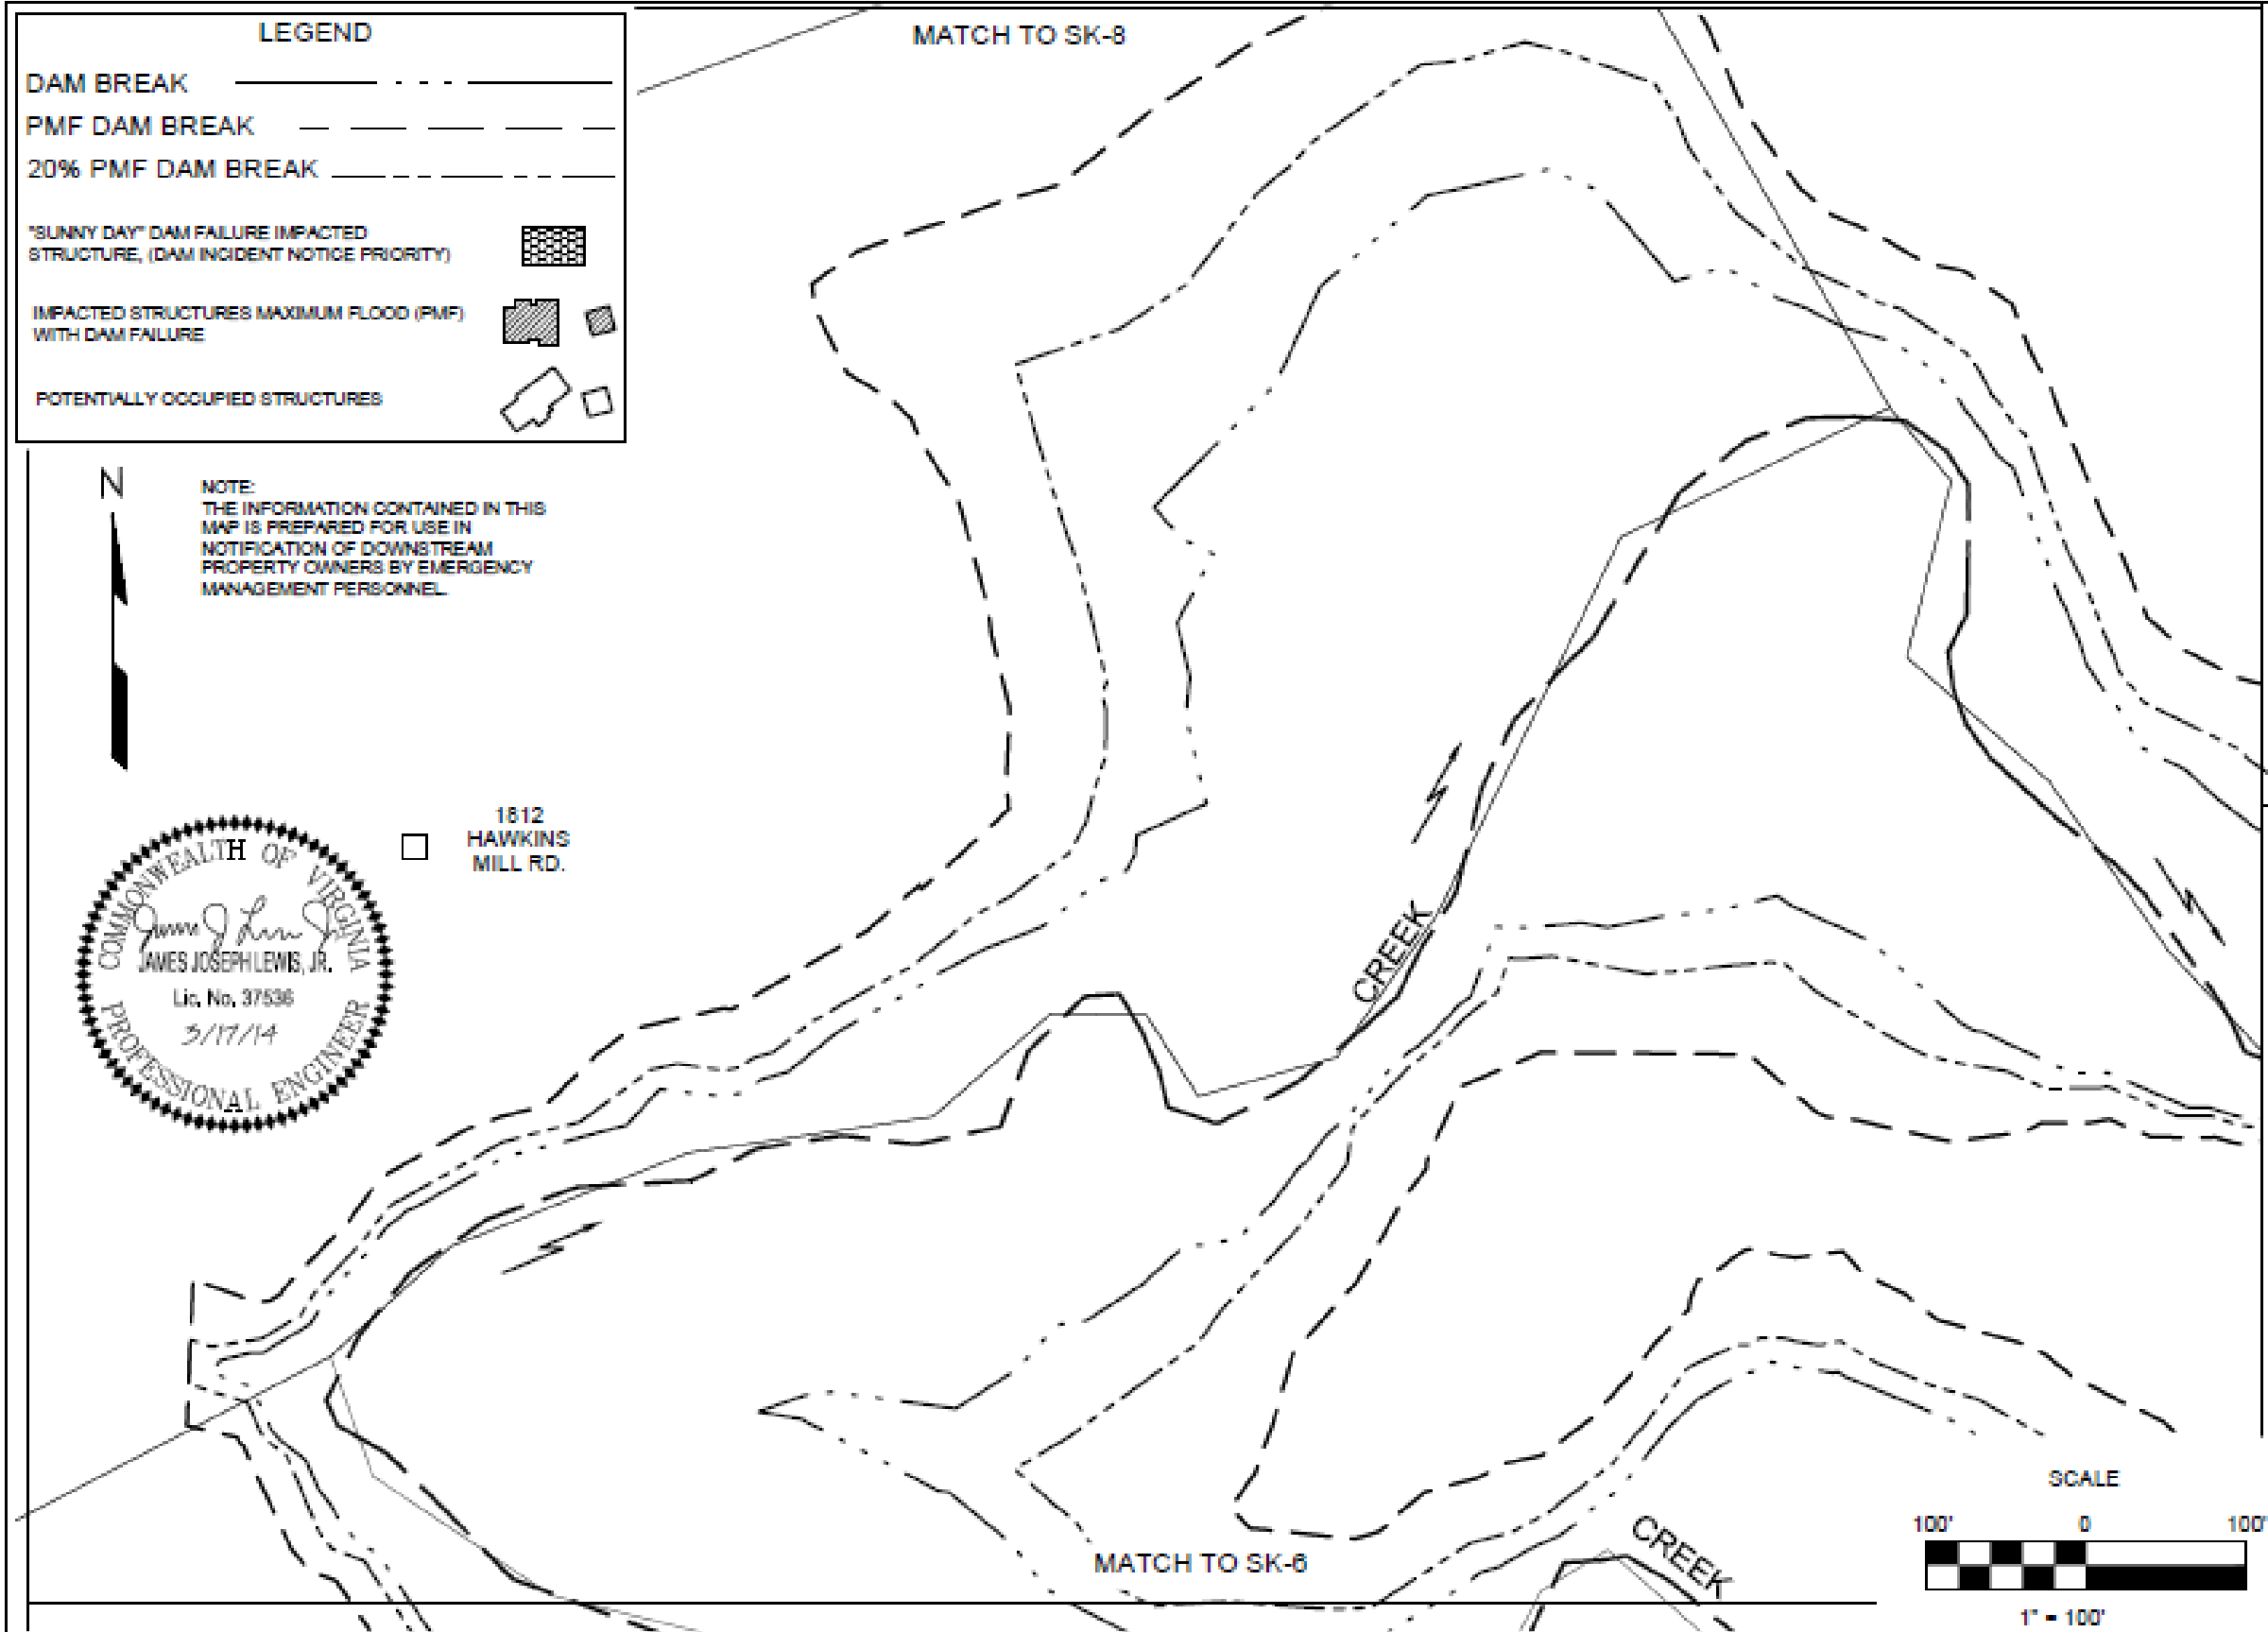 LEGEND
DAM BREAK
PMF DAM BREAK
20% PMF DAM BREAK
"SUNNY DAY" DAM FAILURE IMPACTED
STRUCTURE, (DAM INCIDENT NOTICE PRIORITY)
IMPACTED STRUCTURES MAXIMUM FLOOD (PMF)
WITH DAM FAILURE
POTENTIALLY OCCUPIED STRUCTURES
MATCH TO SK-8
N
NOTE:
THE INFORMATION CONTAINED IN THIS
MAP IS PREPARED FOR USE IN
NOTIFICATION OF DOWNSTREAM
PROPERTY OWNERS BY EMERGENCY
MANAGEMENT PERSONNEL.
1812
HAWKINS
MILL RD.
COMMONWEALTH OF VIRGINIA
James J Lewis Jr
JAMES JOSEPH LEWIS, JR.
Lic. No. 37536
3/17/14
PROFESSIONAL ENGINEER
CREEK
MATCH TO SK-6
CREEK
SCALE
100' 0 100'
1" = 100'